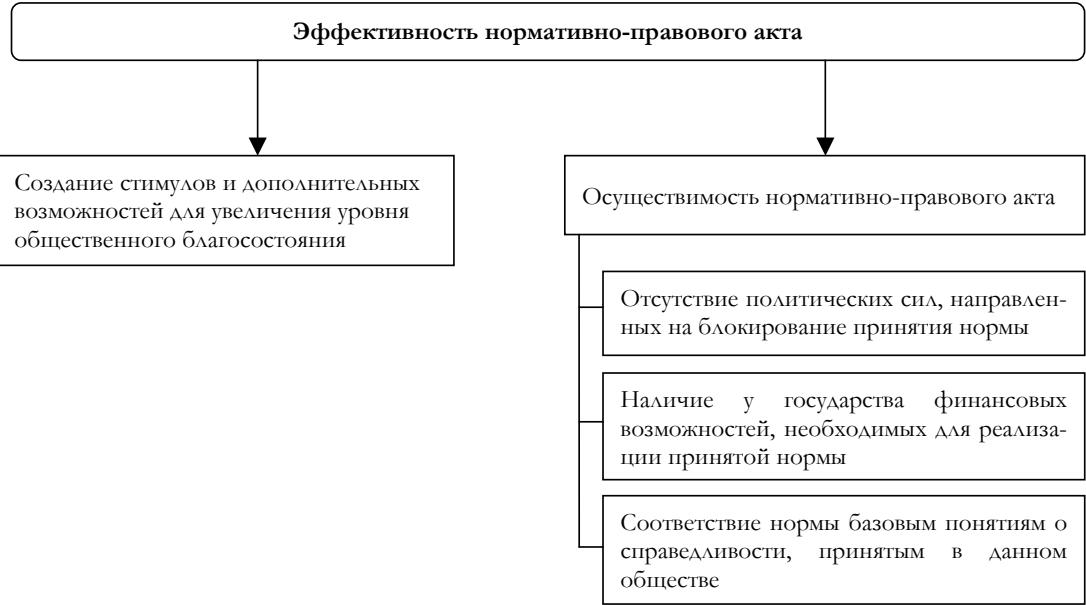 Эффективность нормативно-правового акта
Создание стимулов и дополнительных
возможностей для увеличения уровня
общественного благосостояния
Осуществимость нормативно-правового акта
Отсутствие политических сил, направлен-
ных на блокирование принятия нормы
Наличие у государства финансовых
возможностей, необходимых для реализа-
ции принятой нормы
Соответствие нормы базовым понятиям о
справедливости, принятым в данном
обществе